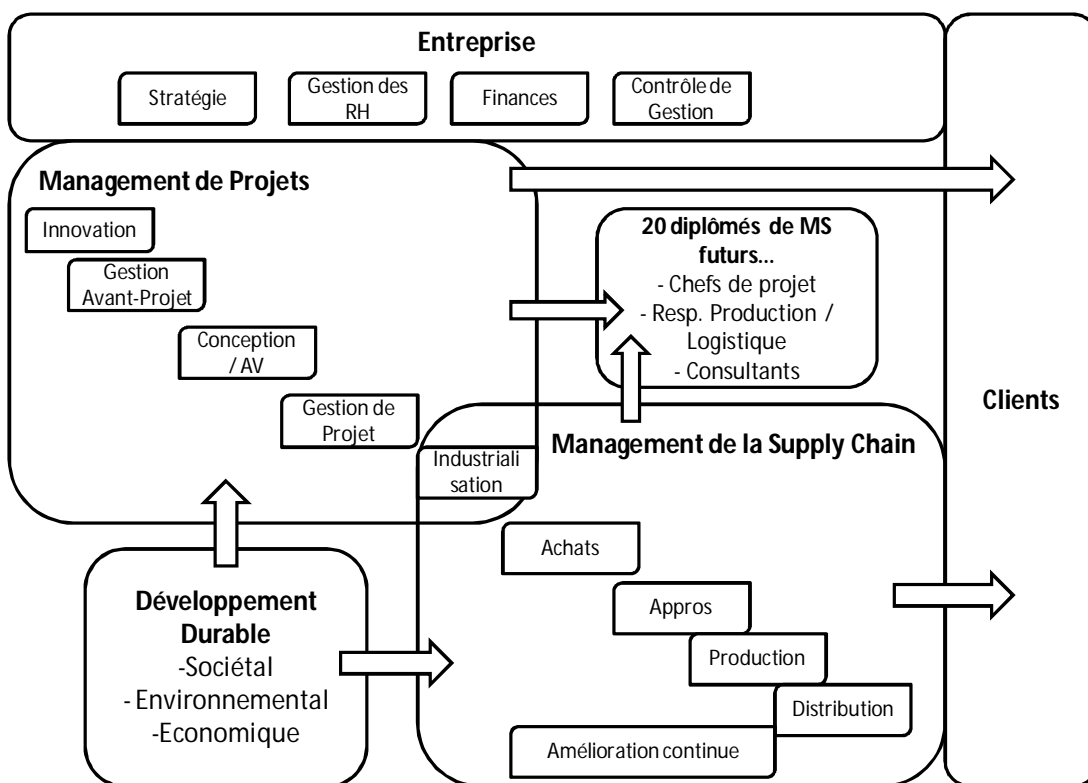 Entreprise
Stratégie
Gestion des
RH
Finances
Contrôle de
Gestion
Management de Projets
Innovation
Gestion
Avant-Projet
Conception
/ AV
Gestion de
Projet
Industriali
sation
20 diplômés de MS
futurs...
- Chefs de projet
- Resp. Production /
Logistique
- Consultants
Clients
Management de la Supply Chain
Achats
Appros
Production
Distribution
Amélioration continue
Développement
Durable
-Sociétal
- Environnemental
-Economique